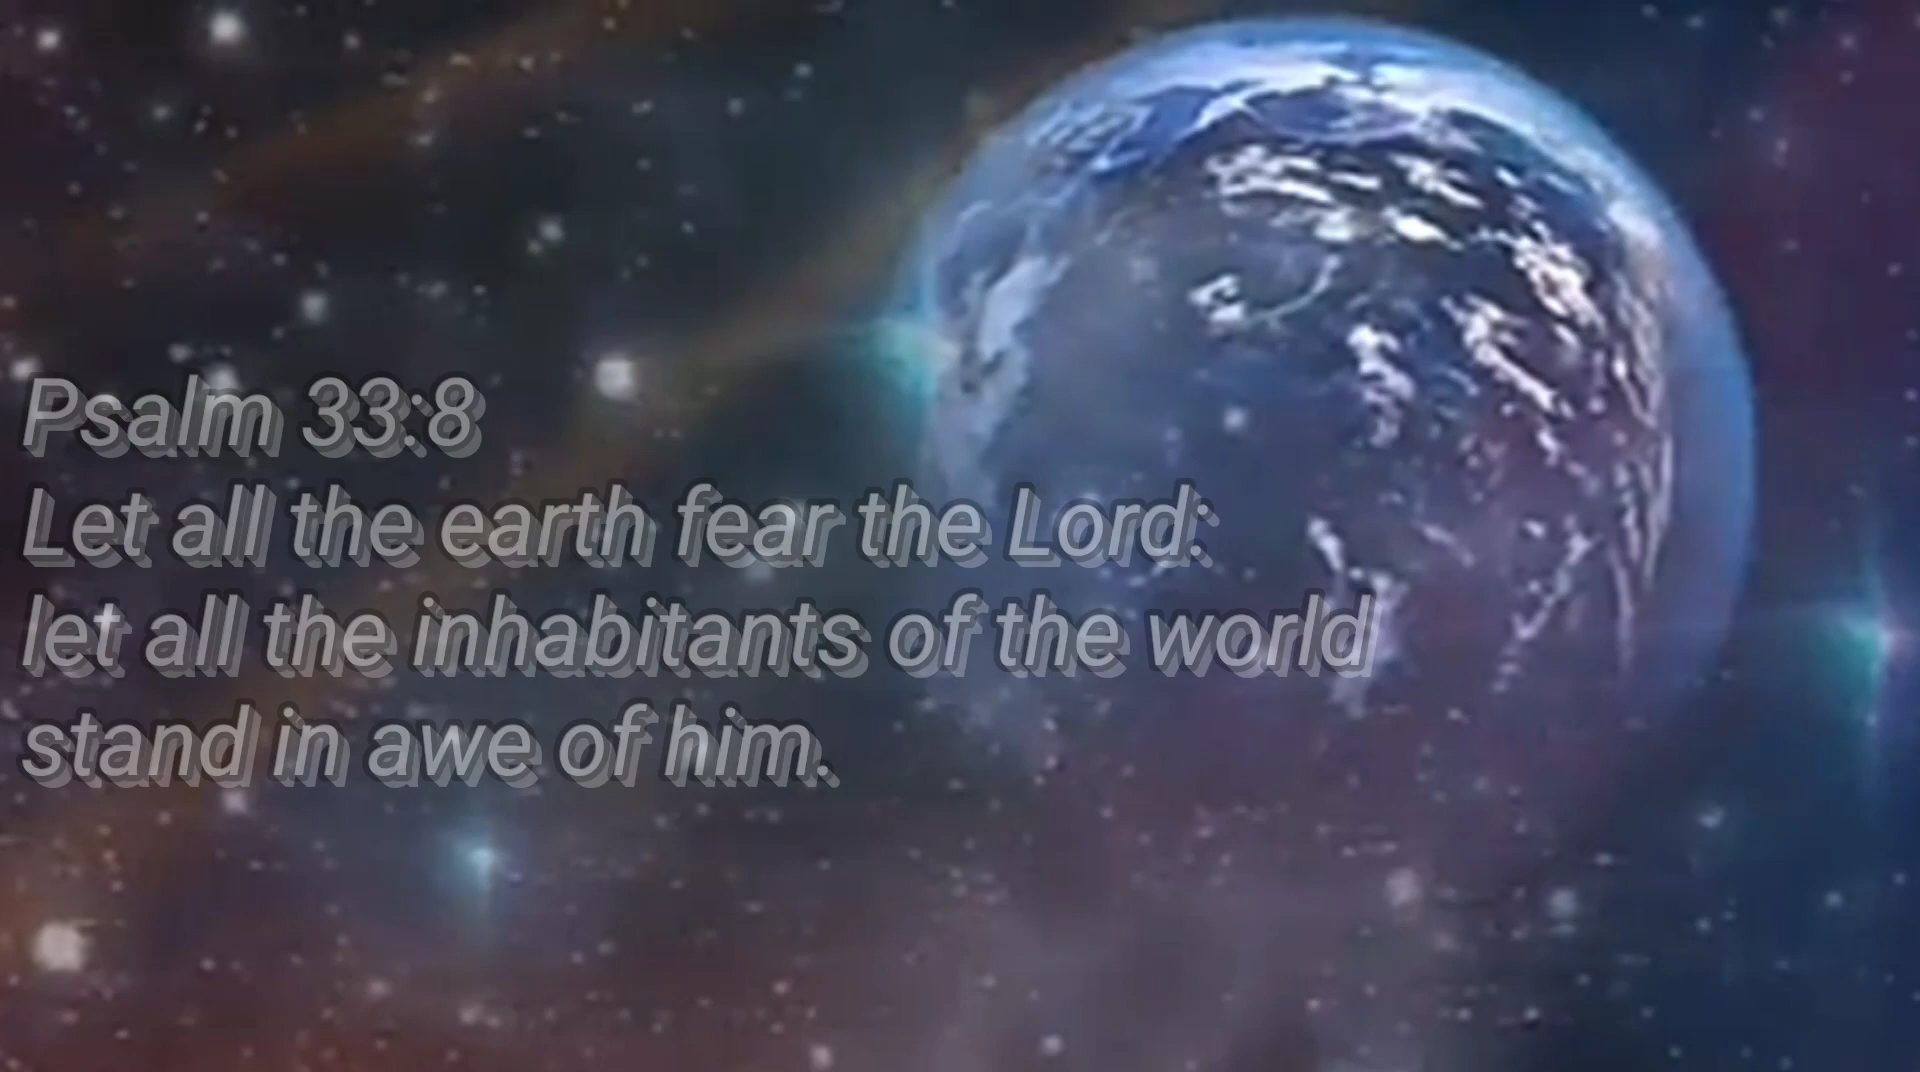 Psalm 33:8
Let all the earth fear the Lord:
let all the inhabitants of the world
stand in awe of him.